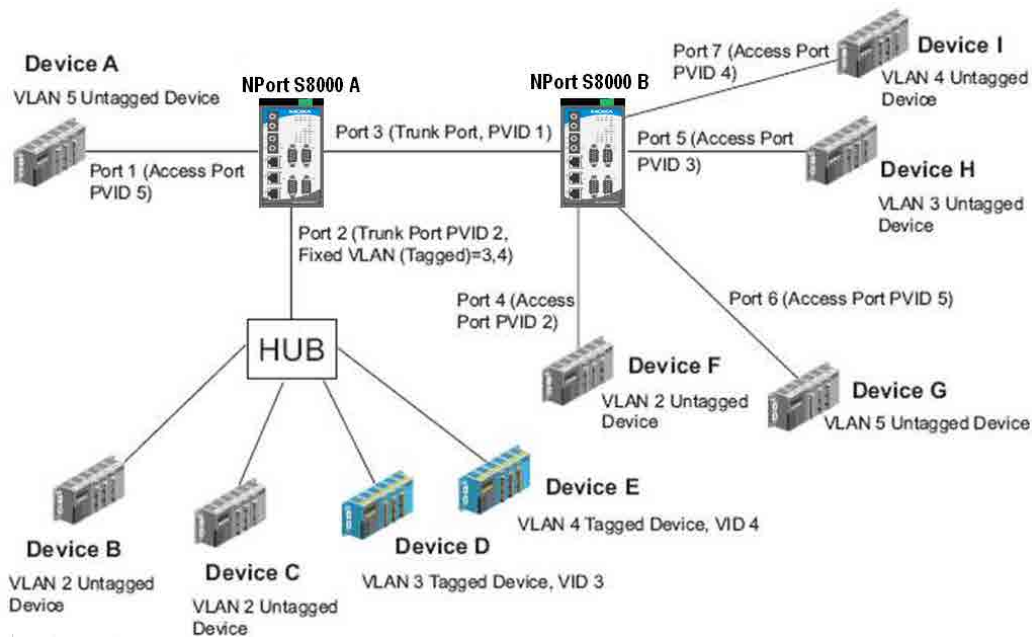 Device A
VLAN 5 Untagged Device
NPort S8000 A
NPort S8000 B
Port 7 (Access Port
PVID 4)
Device I
VLAN 4 Untagged
Device
Port 1 (Access Port
PVID 5)
Port 3 (Trunk Port, PVID 1)
Port 5 (Access Port
PVID 3)
Device H
VLAN 3 Untagged
Device
Port 2 (Trunk Port PVID 2,
Fixed VLAN (Tagged)=3,4)
Port 4 (Access
Port PVID 2)
Port 6 (Access Port PVID 5)
HUB
Device F
VLAN 2 Untagged
Device
Device G
VLAN 5 Untagged Device
Device B
VLAN 2 Untagged
Device
Device C
VLAN 2 Untagged
Device
Device D
VLAN 3 Tagged Device, VID 3
Device E
VLAN 4 Tagged Device, VID 4